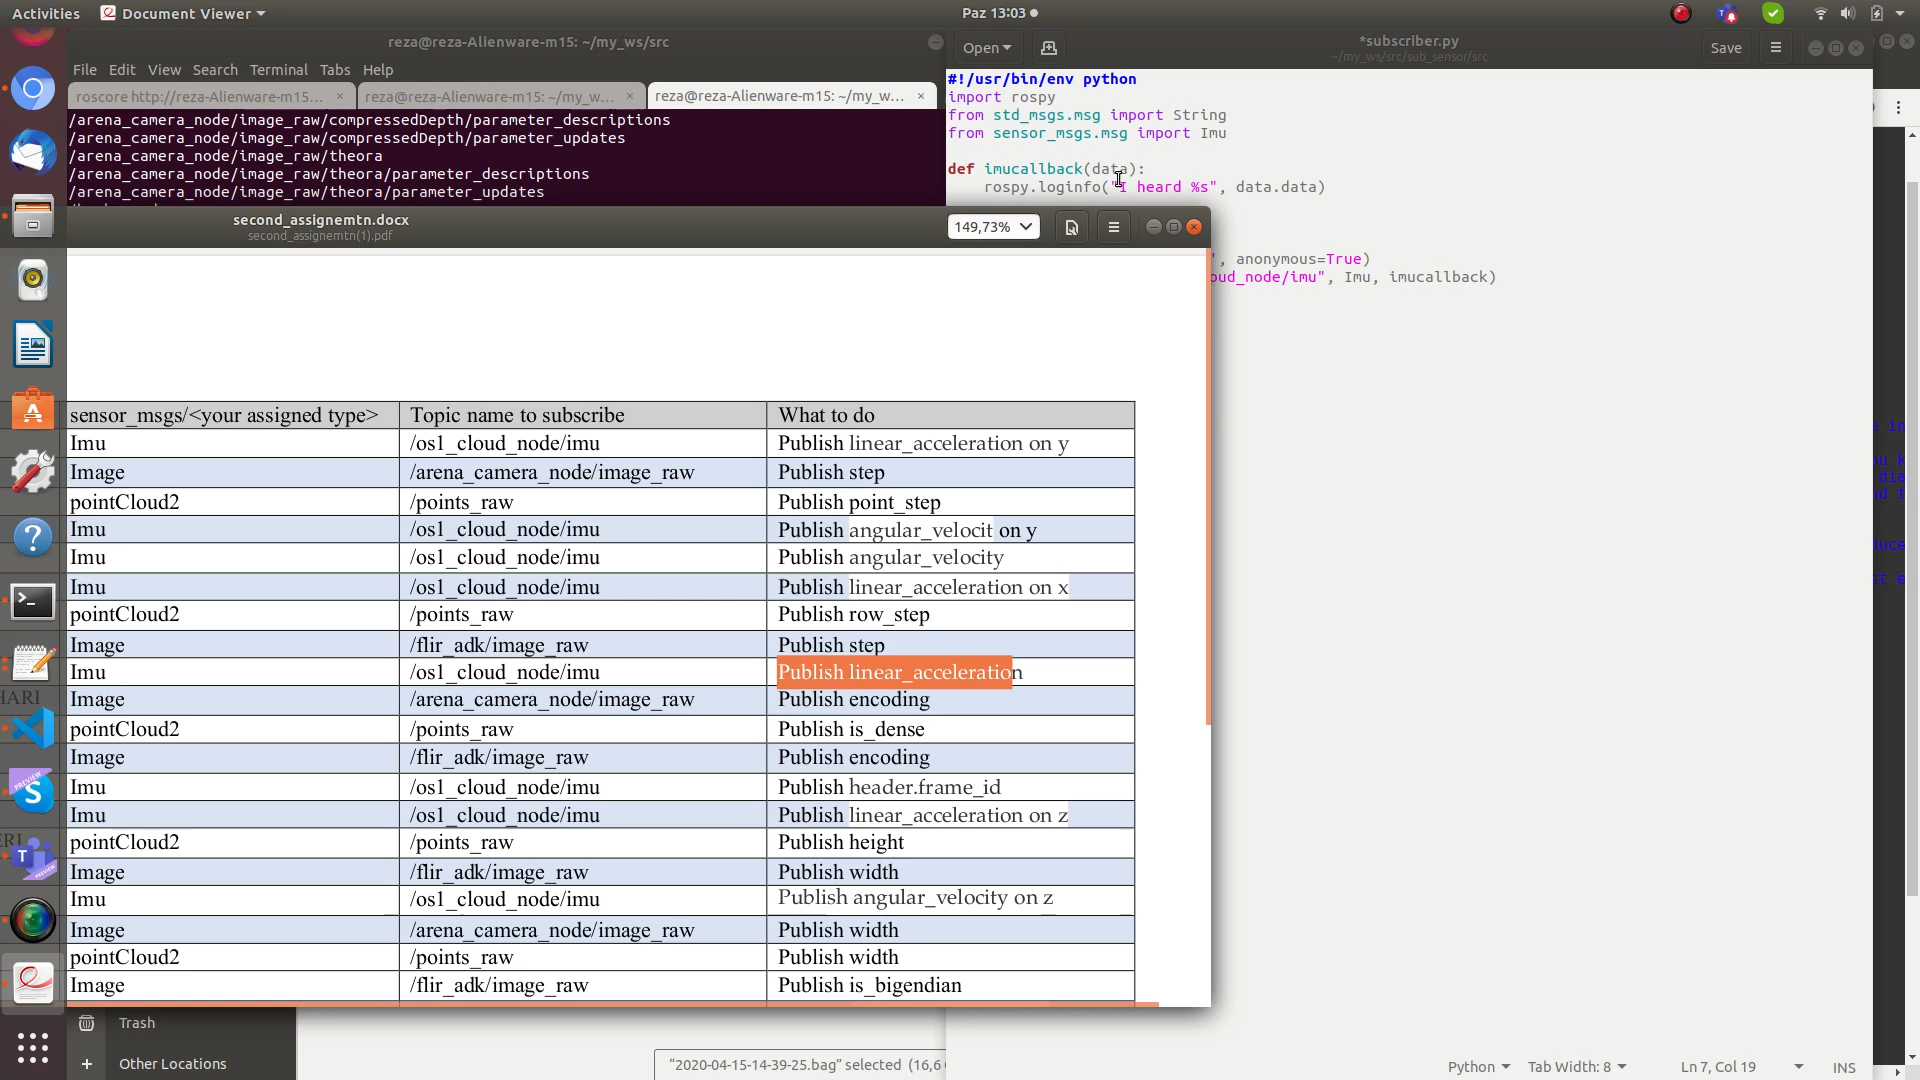 Activities
Document Viewer
Paz 13:03
reza@reza-Alienware-m15: ~/my_ws/src
File Edit View Search Terminal Tabs Help
roscore http://reza-Alienware-m15...
reza@reza-Alienware-m15: ~/my_w...
reza@reza-Alienware-m15: ~/my_w...
/arena_camera_node/image_raw/compressedDepth/parameter_descriptions
/arena_camera_node/image_raw/compressedDepth/parameter_updates
/arena_camera_node/image_raw/theora
/arena_camera_node/image_raw/theora/parameter_descriptions
/arena_camera_node/image_raw/theora/parameter_updates
Open
*subscriber.py
~/my_ws/src/sub_sensor/src
Save
#!/usr/bin/env python
import rospy
from std_msgs.msg import String
from sensor_msgs.msg import Imu
def imucallback(data):
rospy.loginfo("I heard %s", data.data)
", anonymous=True)
oud_node/imu", Imu, imucallback)
second_assignemtn.docx
second_assignemtn(1).pdf
149,73%
sensor_msgs/<your assigned type> Topic name to subscribe What to do
Imu /os1_cloud_node/imu Publish linear_acceleration on y
Image /arena_camera_node/image_raw Publish step
pointCloud2 /points_raw Publish point_step
Imu /os1_cloud_node/imu Publish angular_velocit on y
Imu /os1_cloud_node/imu Publish angular_velocity
Imu /os1_cloud_node/imu Publish linear_acceleration on x
pointCloud2 /points_raw Publish row_step
Image /flir_adk/image_raw Publish step
Imu /os1_cloud_node/imu Publish linear_acceleration
Image /arena_camera_node/image_raw Publish encoding
pointCloud2 /points_raw Publish is_dense
Image /flir_adk/image_raw Publish encoding
Imu /os1_cloud_node/imu Publish header.frame_id
Imu /os1_cloud_node/imu Publish linear_acceleration on z
pointCloud2 /points_raw Publish height
Image /flir_adk/image_raw Publish width
Imu /os1_cloud_node/imu Publish angular_velocity on z
Image /arena_camera_node/image_raw Publish width
pointCloud2 /points_raw Publish width
Image /flir_adk/image_raw Publish is_bigendian
Trash
Other Locations
"2020-04-15-14-39-25.bag" selected (16,6
Python Tab Width: 8 Ln 7, Col 19 INS